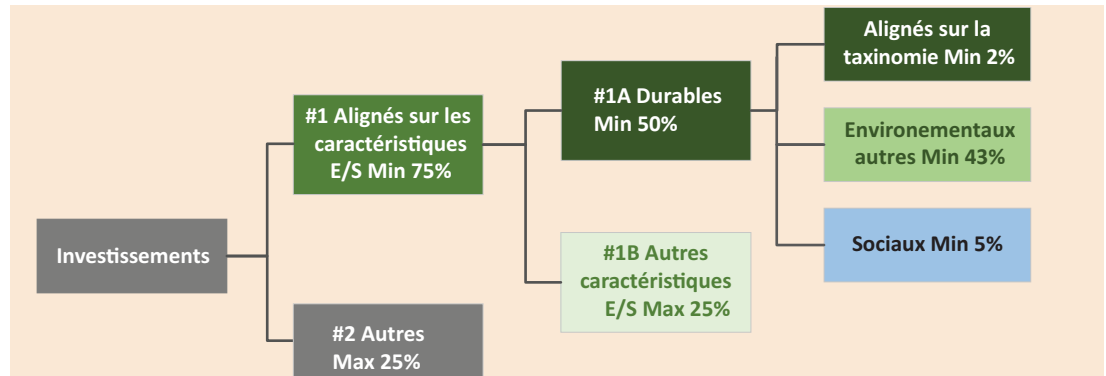 Alignés sur la
taxinomie Min 2%
#1A Durables
Min 50%
#1 Alignés sur les
caractéristiques
E/S Min 75%
Environementaux
autres Min 43%
Investissements
Sociaux Min 5%
#1B Autres
caractéristiques
E/S Max 25%
#2 Autres
Max 25%